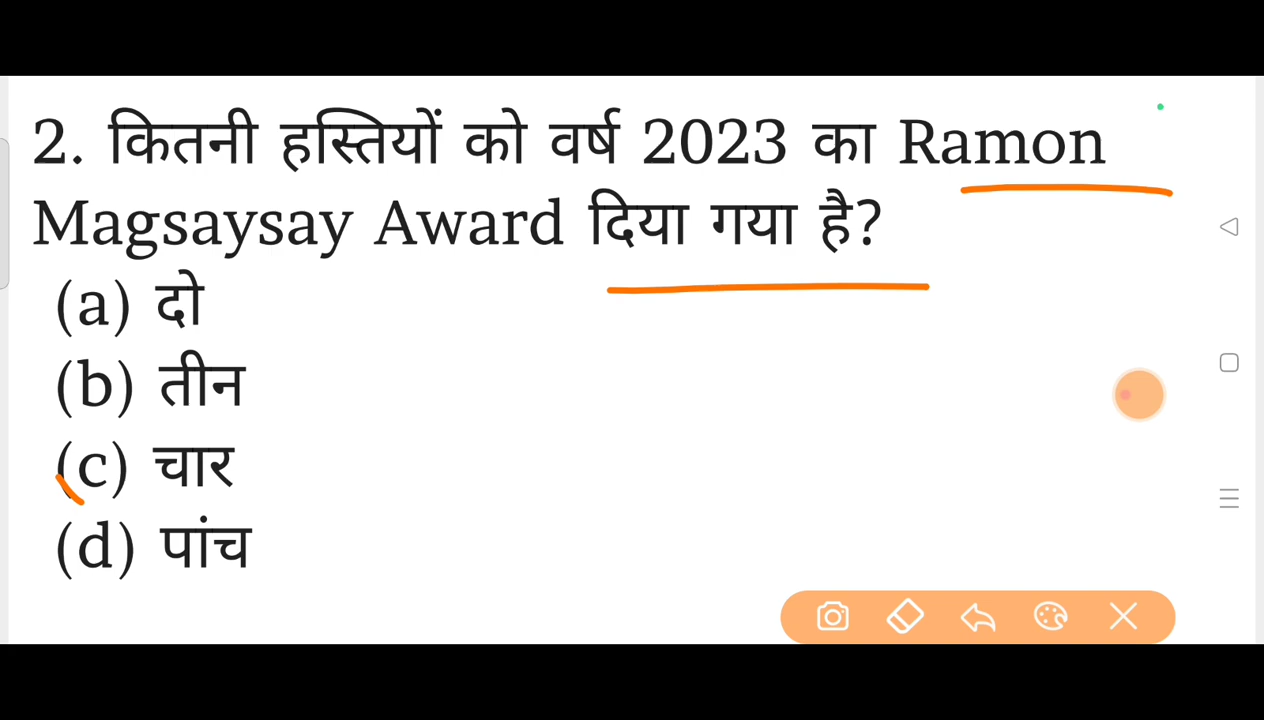 2. कितनी हस्तियों को वर्ष 2023 का Ramon
Magsaysay Award दिया गया है?
(a) दो
(b) तीन
(c) चार
(d) पांच